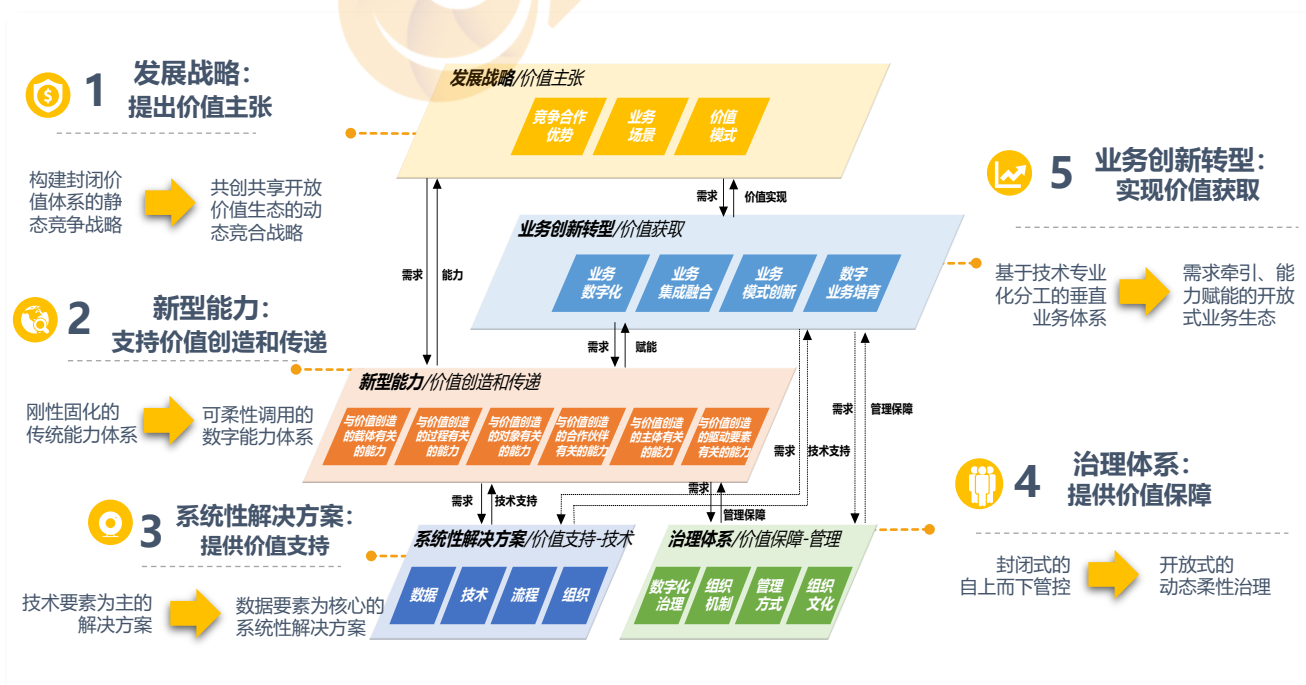 1
发展战略：
提出价值主张
构建封闭价
值体系的静
态竞争战略
共创共享开放
价值生态的动
态竞合战略
2
新型能力：
支持价值创造和传递
刚性固化的
传统能力体系
可柔性调用的
数字能力体系
3
系统性解决方案：
提供价值支持
技术要素为主的
解决方案
数据要素为核心的
系统性解决方案
发展战略/价值主张
竞争合作
优势
业务
场景
价值
模式
需求
价值实现
需求
能力
业务创新转型/价值获取
业务
数字化
业务
集成融合
业务
模式创新
数字
业务培育
需求
赋能
新型能力/价值创造和传递
与价值创造
的载体有关
的能力
与价值创造
的过程有关
的能力
与价值创造
的对象有关
的能力
与价值创造
的合作伙伴
有关的能力
与价值创造
的主体有关
的能力
与价值创造
的驱动要素
有关的能力
需求
管理保障
需求
技术支持
需求
技术支持
需求
管理保障
系统性解决方案/价值支持-技术
数据
技术
流程
组织
治理体系/价值保障-管理
数字化
治理
组织
机制
管理
方式
组织
文化
5
业务创新转型：
实现价值获取
基于技术专业
化分工的垂直
业务体系
需求牵引、能
力赋能的开放
式业务生态
4
治理体系：
提供价值保障
封闭式的
自上而下管控
开放式的
动态柔性治理